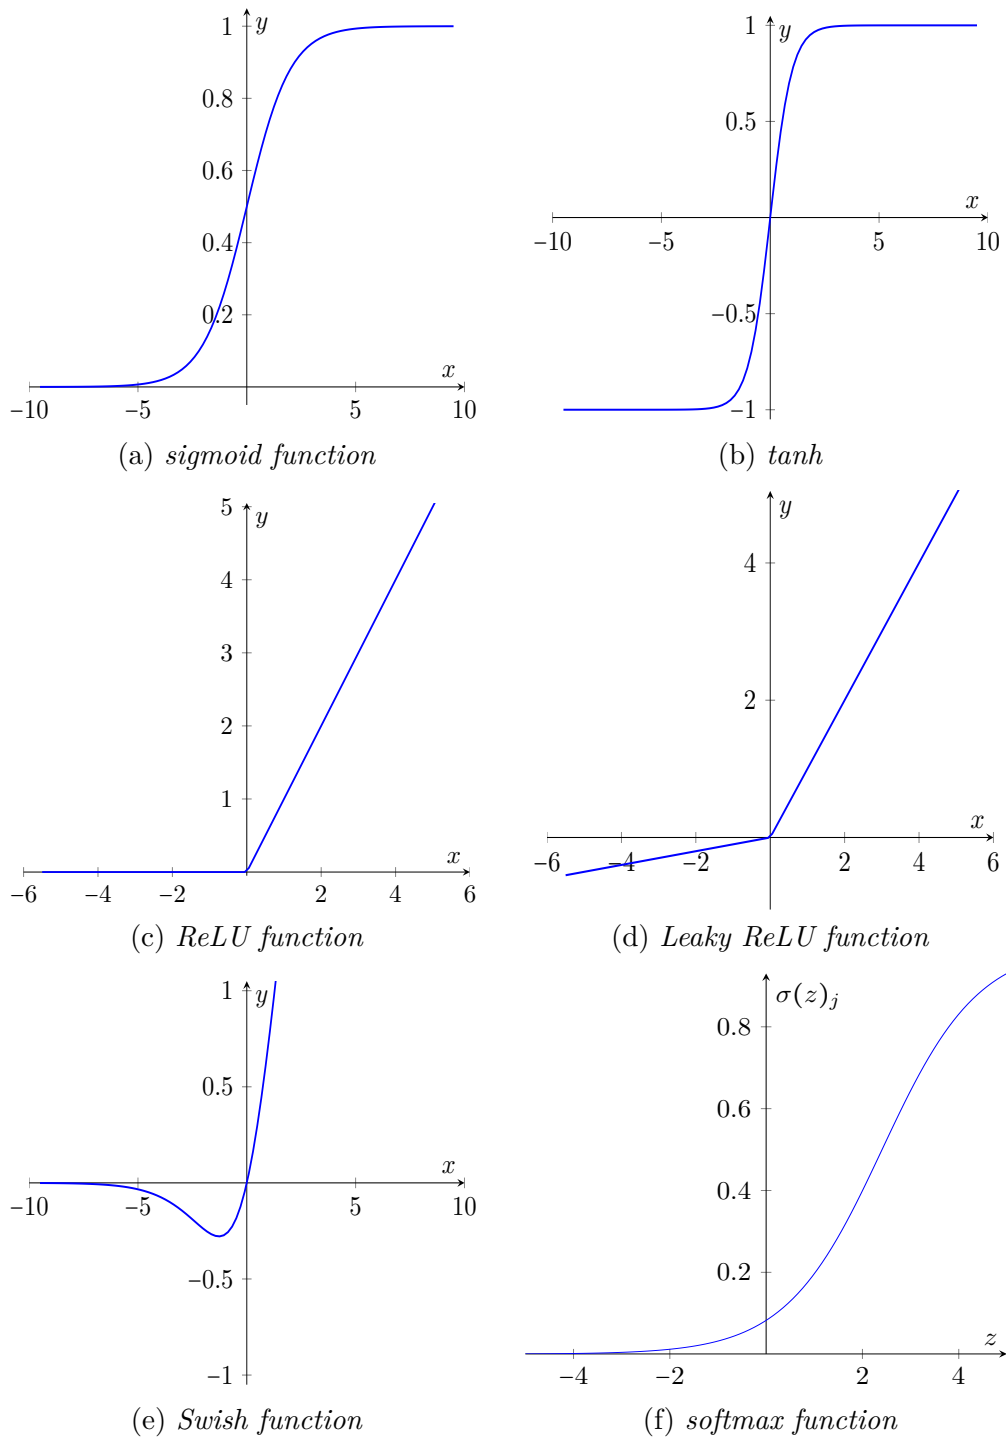 1 y
0.8
0.6
0.4
0.2
x
−10 −5 5 10
(a) sigmoid function
1 y
0.5
x
−10 −5 5 10
−0.5
−1
(b) tanh
5 y
4
3
2
1
x
−6 −4 −2 2 4 6
(c) ReLU function
y
4
2
x
−6 −4 −2 2 4 6
(d) Leaky ReLU function
1 y
0.5
x
−10 −5 5 10
−0.5
−1
(e) Swish function
σ(z)j
0.8
0.6
0.4
0.2
z
−4 −2 2 4
(f) softmax function